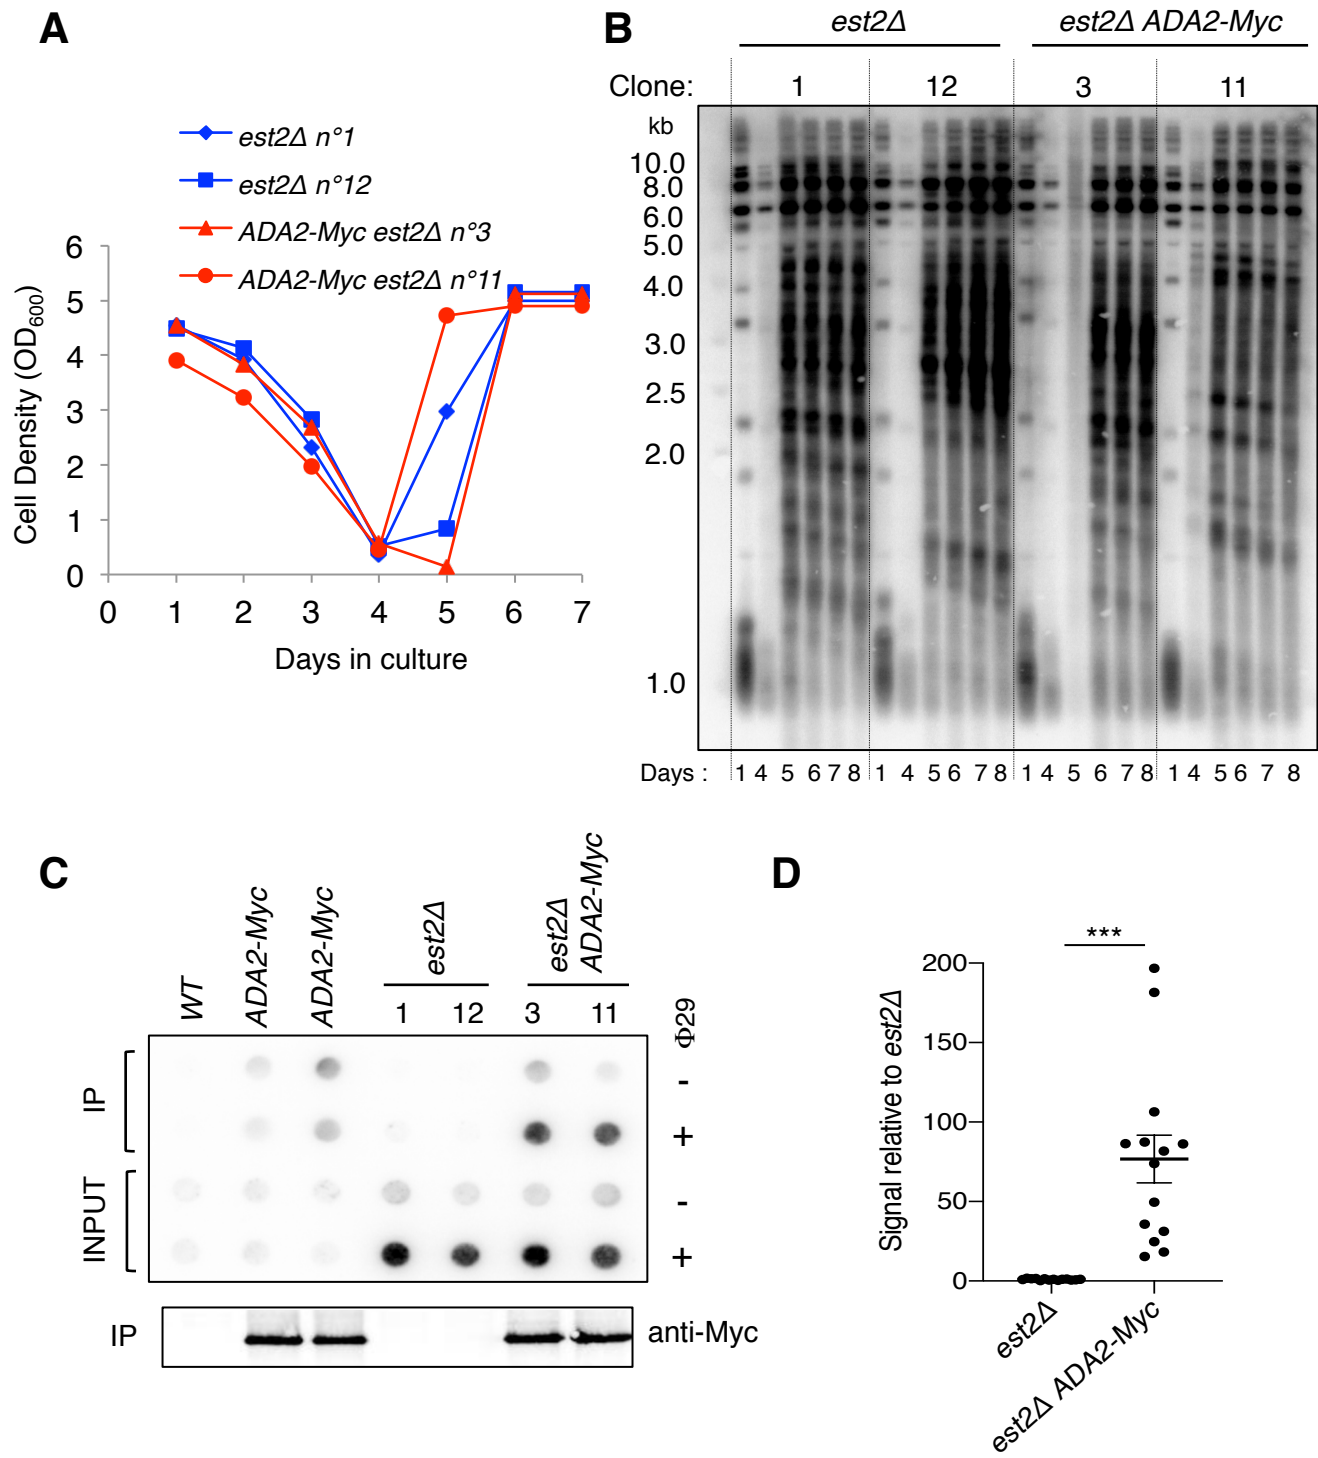 A
est2Δ n°1
est2Δ n°12
ADA2-Myc est2Δ n°3
ADA2-Myc est2Δ n°11
Cell Density (OD600)
6
5
4
3
2
1
0
0 1 2 3 4 5 6 7
Days in culture
B
est2Δ est2Δ ADA2-Myc
Clone: 1 12 3 11
kb
10.0
8.0
6.0
5.0
4.0
3.0
2.5
2.0
1.0
Days : 1 4 5 6 7 8 1 4 5 6 7 8 1 4 5 6 7 8 1 4 5 6 7 8
C
WT
ADA2-Myc
ADA2-Myc
est2Δ
est2Δ
ADA2-Myc
1 12 3 11
Φ29
IP
-
+
INPUT
-
+
IP
anti-Myc
D
***
Signal relative to est2Δ
200
150
100
50
0
est2Δ
est2Δ ADA2-Myc